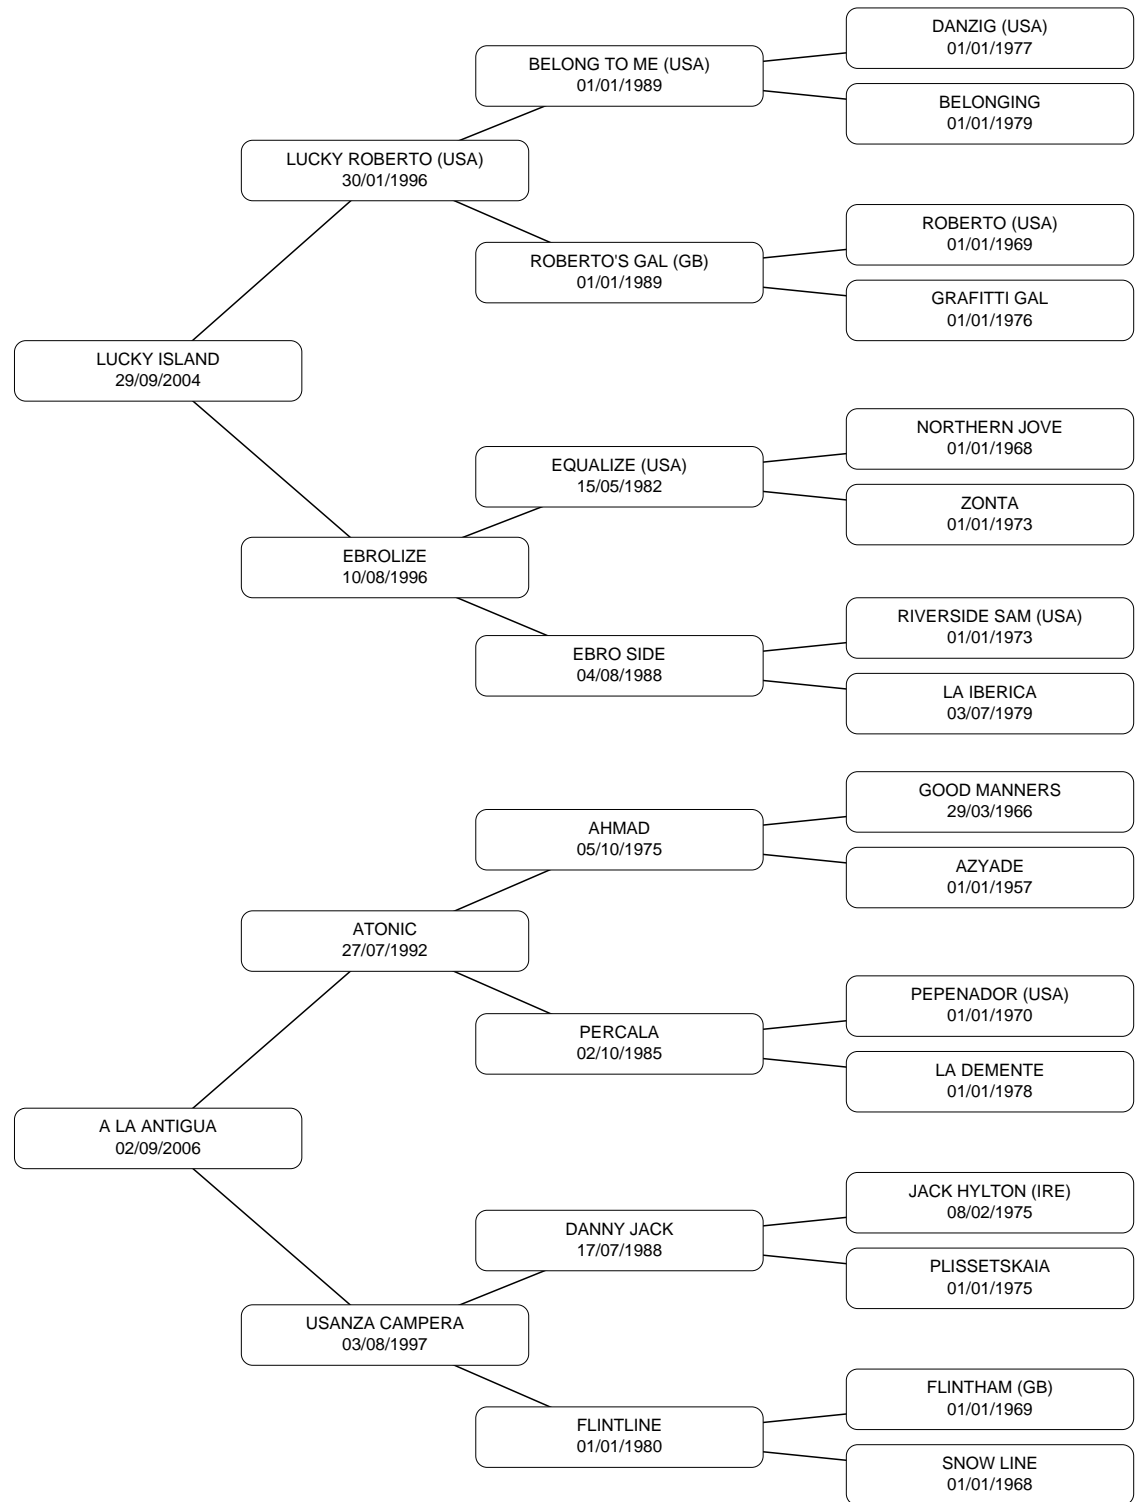 DANZIG (USA)
01/01/1977
BELONG TO ME (USA)
01/01/1989
BELONGING
01/01/1979
LUCKY ROBERTO (USA)
30/01/1996
ROBERTO (USA)
01/01/1969
ROBERTO'S GAL (GB)
01/01/1989
GRAFITTI GAL
01/01/1976
LUCKY ISLAND
29/09/2004
NORTHERN JOVE
01/01/1968
EQUALIZE (USA)
15/05/1982
ZONTA
01/01/1973
EBROLIZE
10/08/1996
RIVERSIDE SAM (USA)
01/01/1973
EBRO SIDE
04/08/1988
LA IBERICA
03/07/1979
GOOD MANNERS
29/03/1966
AHMAD
05/10/1975
AZYADE
01/01/1957
ATONIC
27/07/1992
PEPENADOR (USA)
01/01/1970
PERCALA
02/10/1985
LA DEMENTE
01/01/1978
A LA ANTIGUA
02/09/2006
JACK HYLTON (IRE)
08/02/1975
DANNY JACK
17/07/1988
PLISSETSKAIA
01/01/1975
USANZA CAMPERA
03/08/1997
FLINTHAM (GB)
01/01/1969
FLINTLINE
01/01/1980
SNOW LINE
01/01/1968